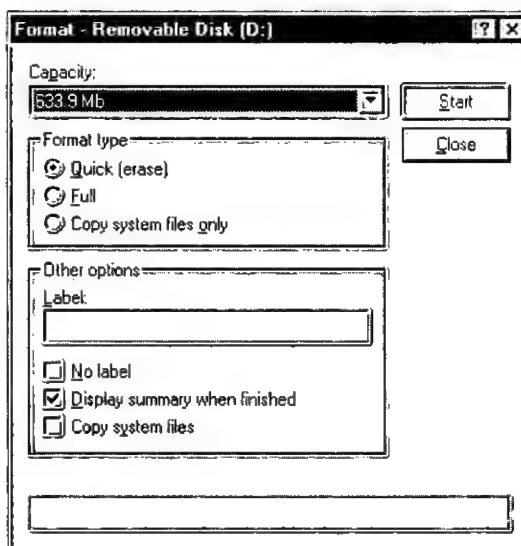 Format - Removable Disk (D:)
Capacity:
633.9 Mb
Start
Close
Format type
Quick (erase)
Full
Copy system files only
Other options
Label:
No label
Display summary when finished
Copy system files